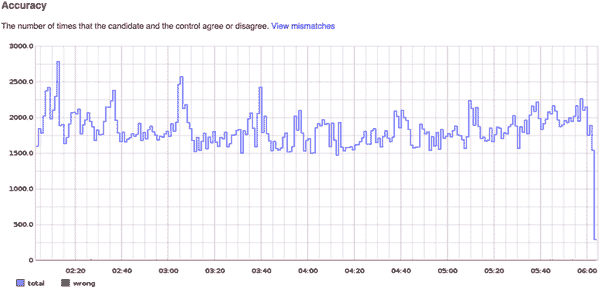 Accuracy
The number of times that the candidate and the control agree or disagree. View mismatches
3000.0
2500.0
2000.0
1500.0
1000.0
500.0
0
02:20 02:40 03:00 03:20 03:40 04:00 04:20 04:40 05:00 05:20 05:40 06:00
total wrong